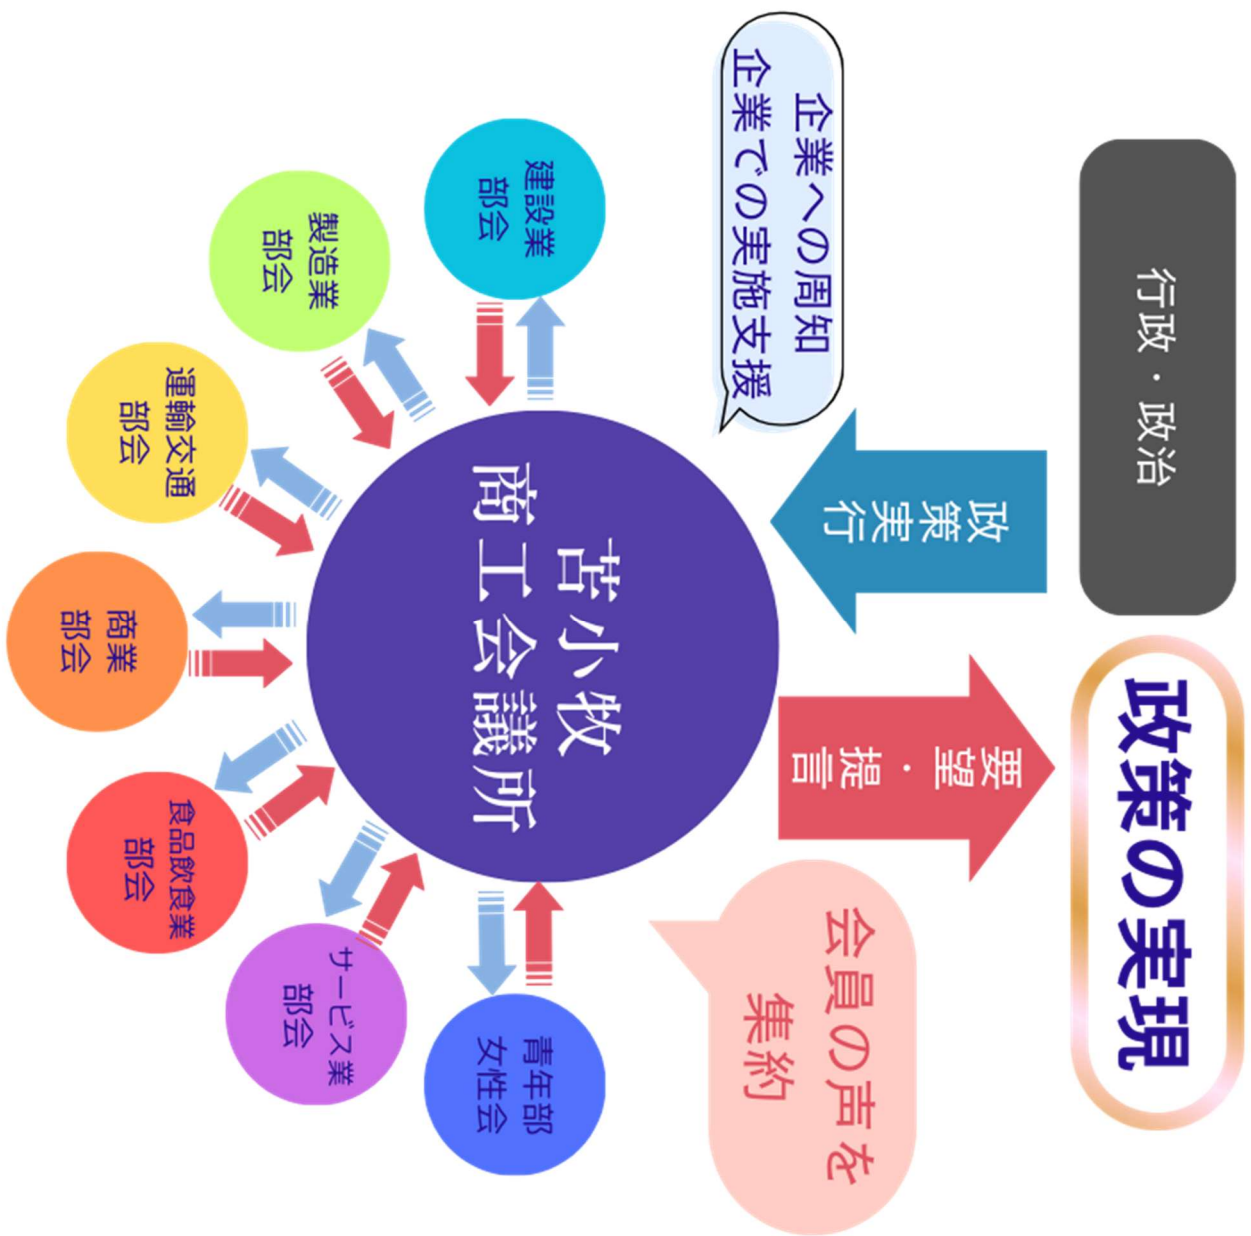 行政・政治
政策の実現
政策実行
要望
・
提言
企業への周知
企業での実施支援
会員の声を
集約
苫小牧
商工会議所
建設業
部会
製造業
部会
運輸交通
部会
商業
部会
食品飲食業
部会
サービス業
部会
青年部
女性会